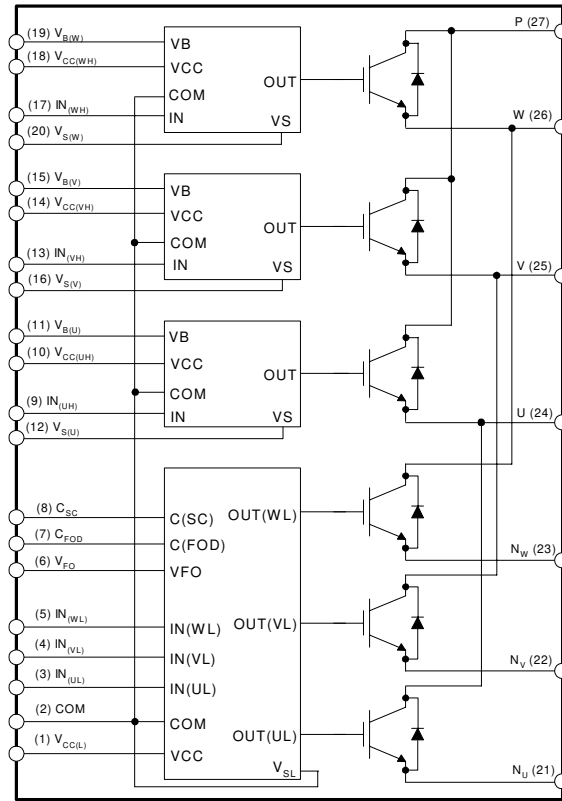 (19) VB(W)
(18) VCC(WH)
(17) IN(WH)
(20) VS(W)
VB
VCC
COM
IN
OUT
VS
P (27)
W (26)
(15) VB(V)
(14) VCC(VH)
(13) IN(VH)
(16) VS(V)
VB
VCC
COM
IN
OUT
VS
V (25)
(11) VB(U)
(10) VCC(UH)
(9) IN(UH)
(12) VS(U)
VB
VCC
COM
IN
OUT
VS
U (24)
(8) CSC
(7) CFOD
(6) VFO
(5) IN(WL)
(4) IN(VL)
(3) IN(UL)
(2) COM
(1) VCC(L)
C(SC)
C(FOD)
VFO
IN(WL)
IN(VL)
IN(UL)
COM
VCC
OUT(WL)
OUT(VL)
OUT(UL)
VSL
NW (23)
NV (22)
NU (21)